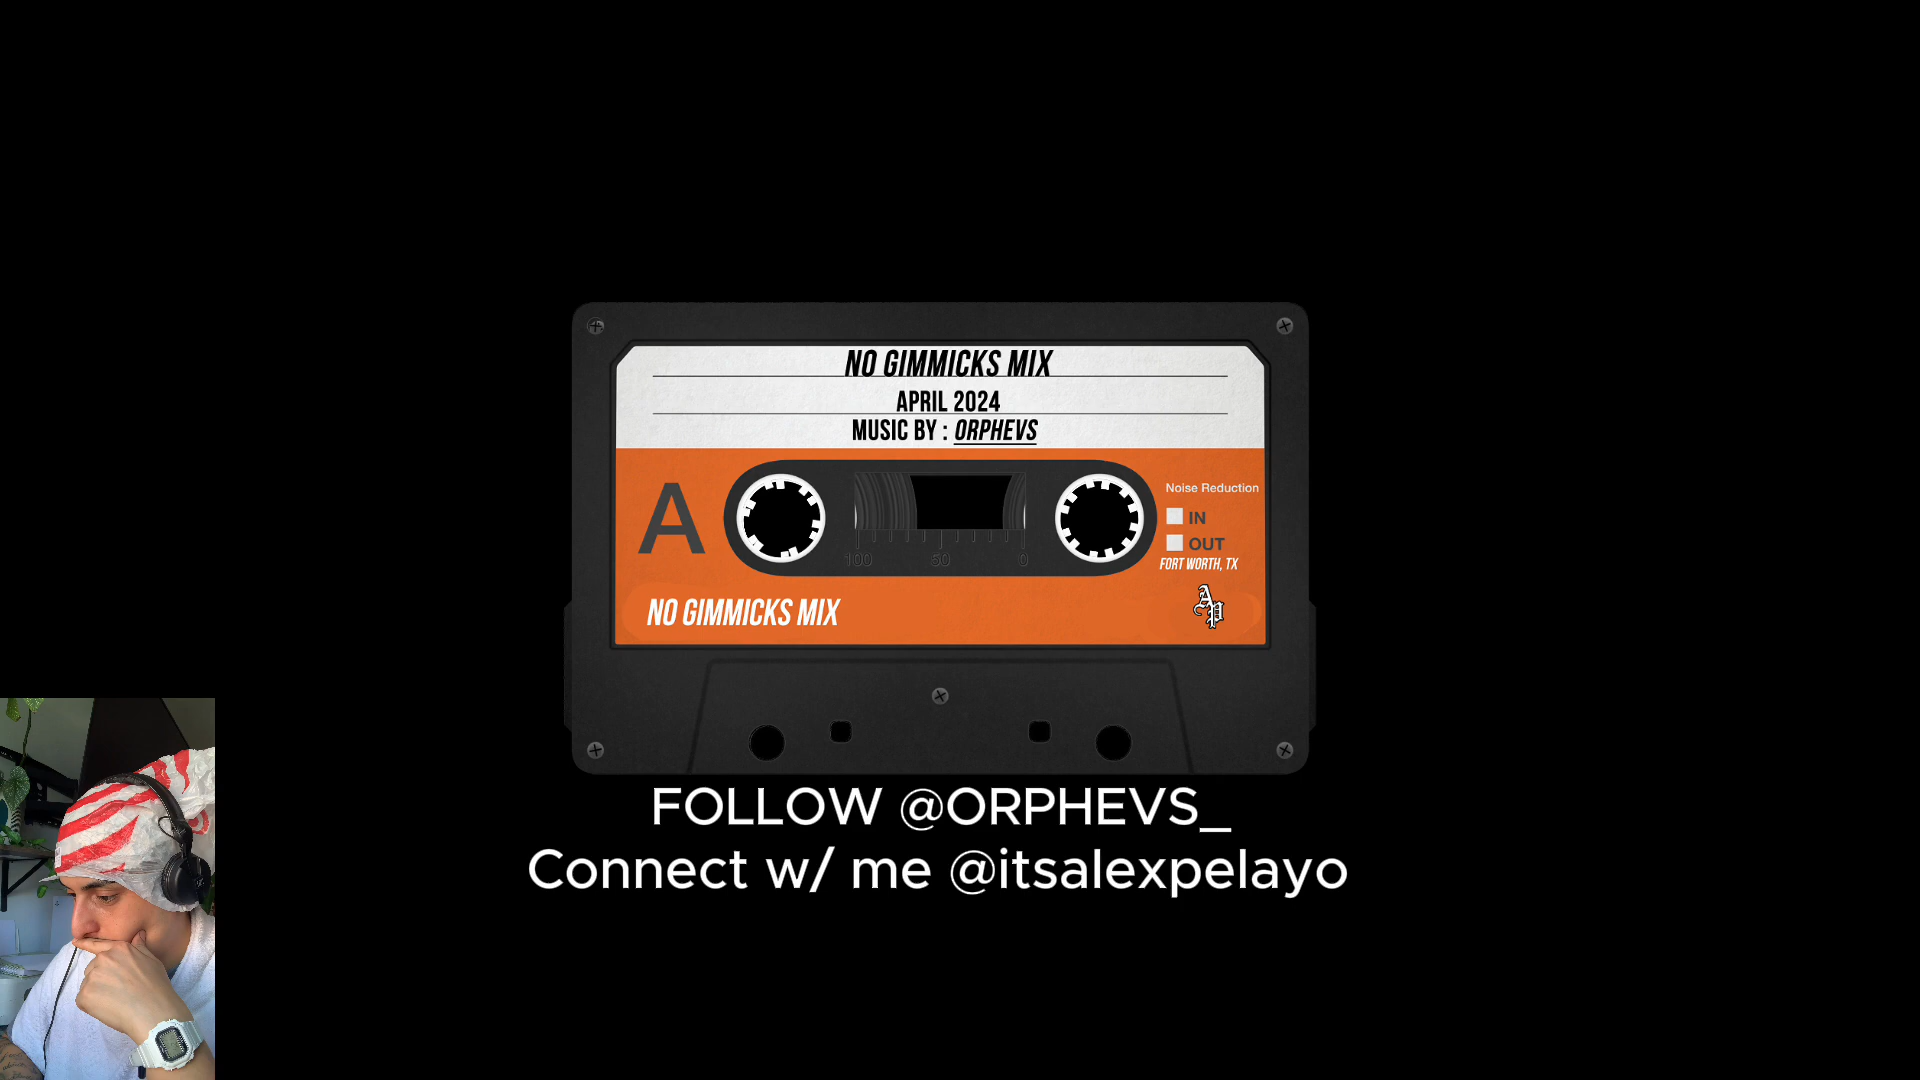 NO GIMMICKS MIX
APRIL 2024
MUSIC BY : ORPHEVS
A
Noise Reduction
IN
OUT
FORT WORTH, TX
100 50 0
NO GIMMICKS MIX
AP
FOLLOW @ORPHEVS_
Connect w/ me @itsalexpelayo